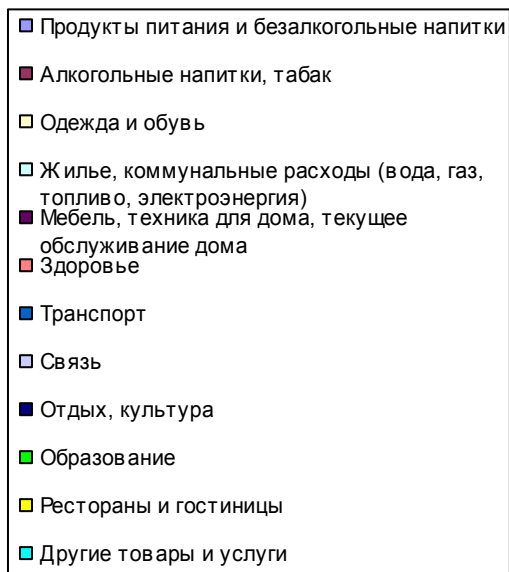 Продукты питания и безалкогольные напитки
Алкогольные напитки, табак
Одежда и обувь
Жилье, коммунальные расходы (вода, газ,
топливо, электроэнергия)
Мебель, техника для дома, текущее
обслуживание дома
Здоровье
Транспорт
Связь
Отдых, культура
Образование
Рестораны и гостиницы
Другие товары и услуги